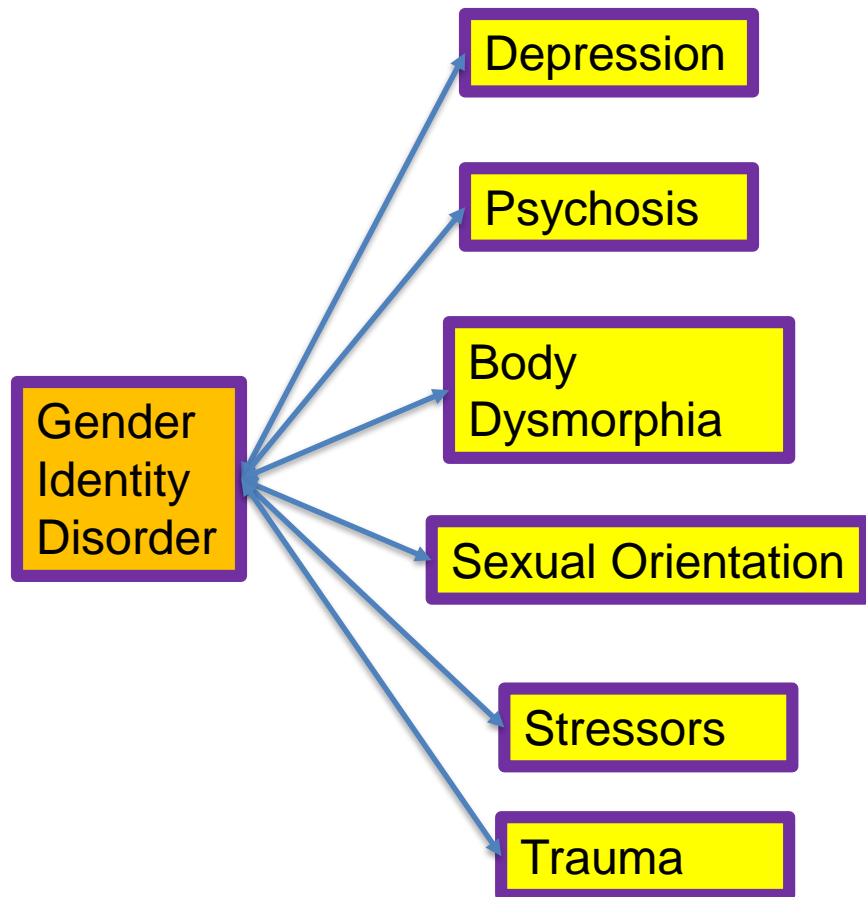 Depression
Psychosis
Body
Dysmorphia
Gender
Identity
Disorder
Sexual Orientation
Stressors
Trauma